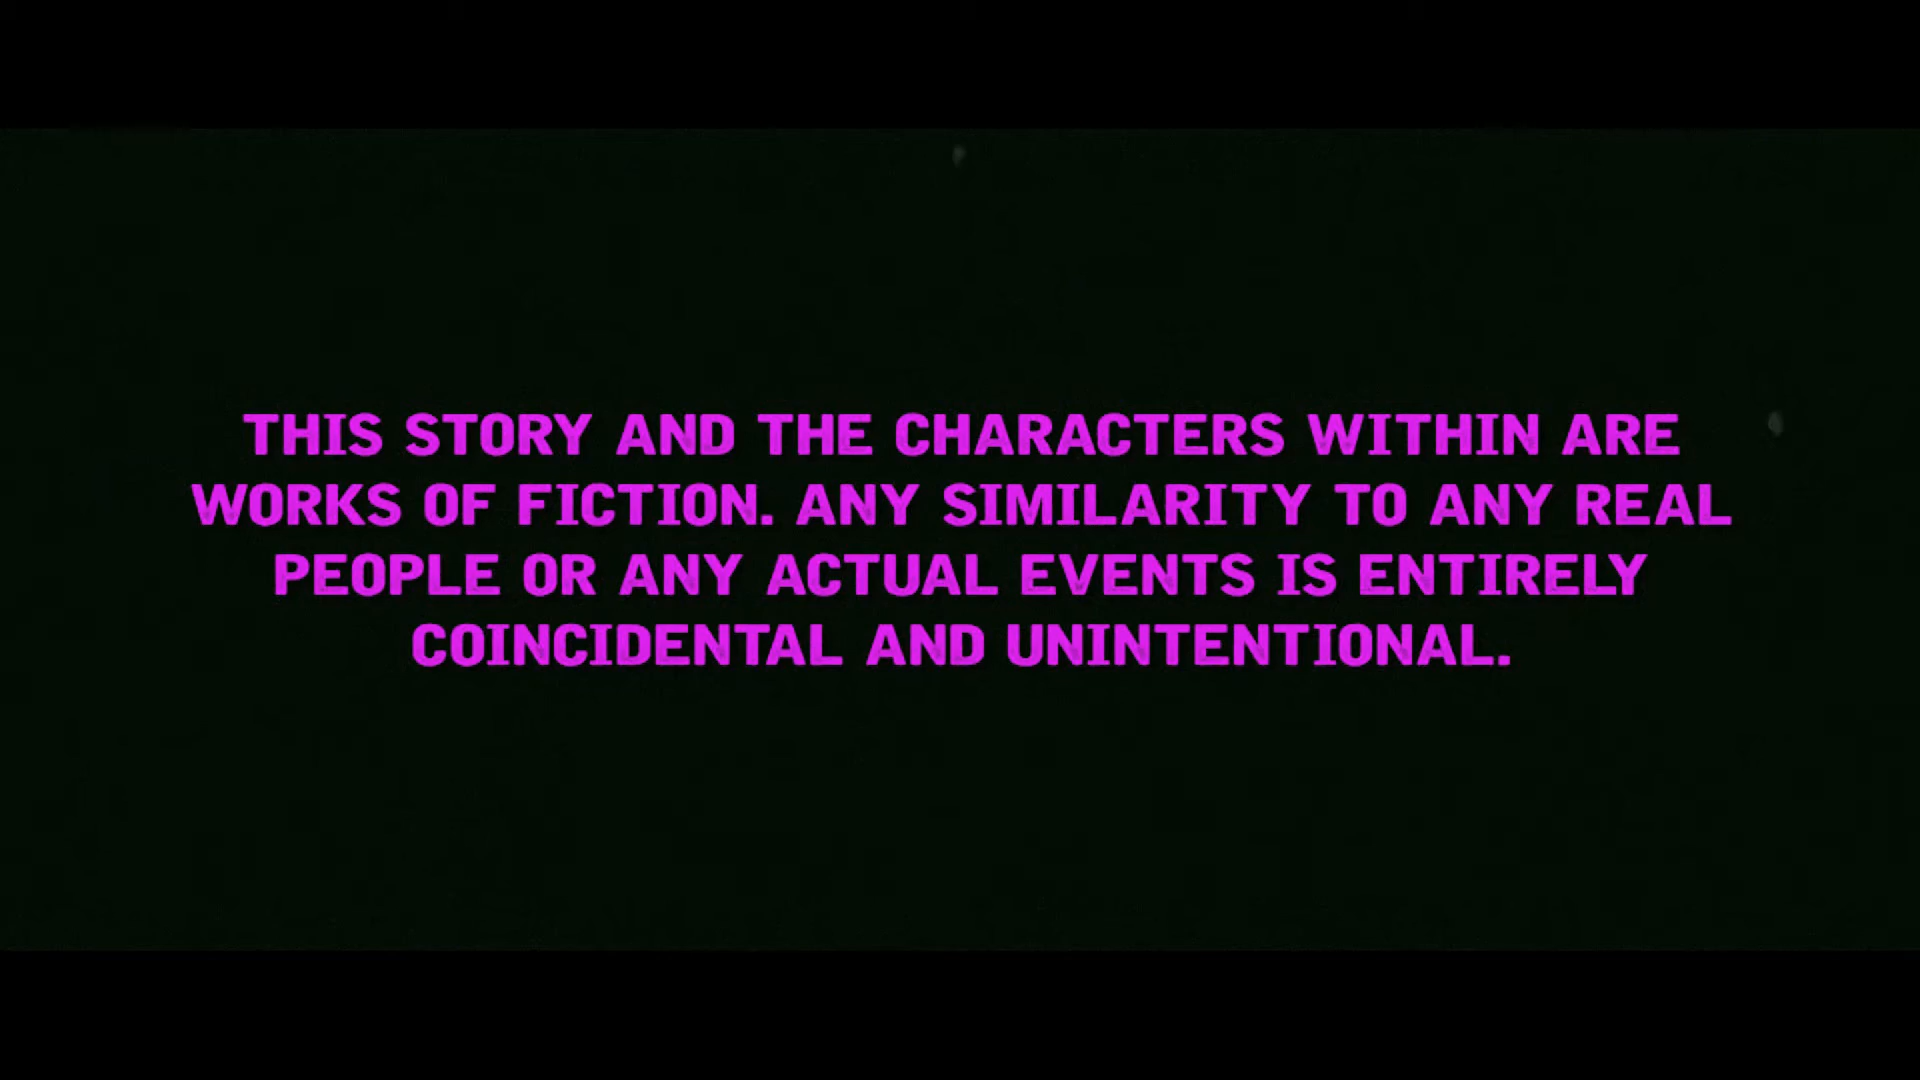 THIS STORY AND THE CHARACTERS WITHIN ARE
WORKS OF FICTION. ANY SIMILARITY TO ANY REAL
PEOPLE OR ANY ACTUAL EVENTS IS ENTIRELY
COINCIDENTAL AND UNINTENTIONAL.